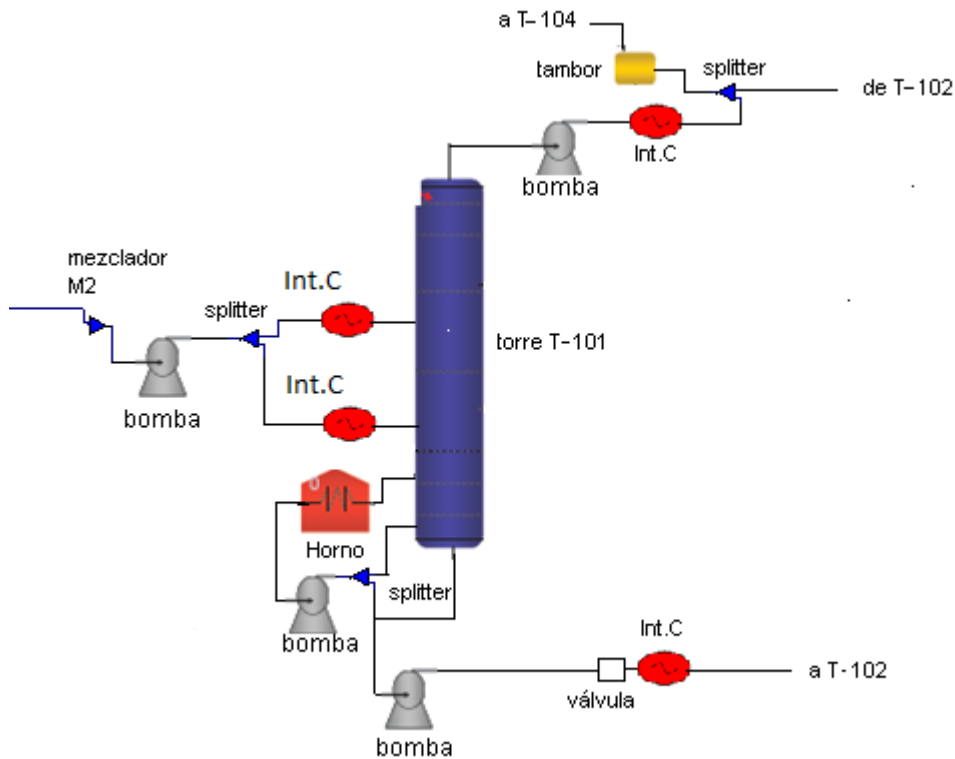 a T-104
tambor
splitter
de T-102
Int.C
bomba
mezclador
M2
splitter
Int.C
torre T-101
bomba
Int.C
Horno
splitter
bomba
Int.C
a T-102
válvula
bomba